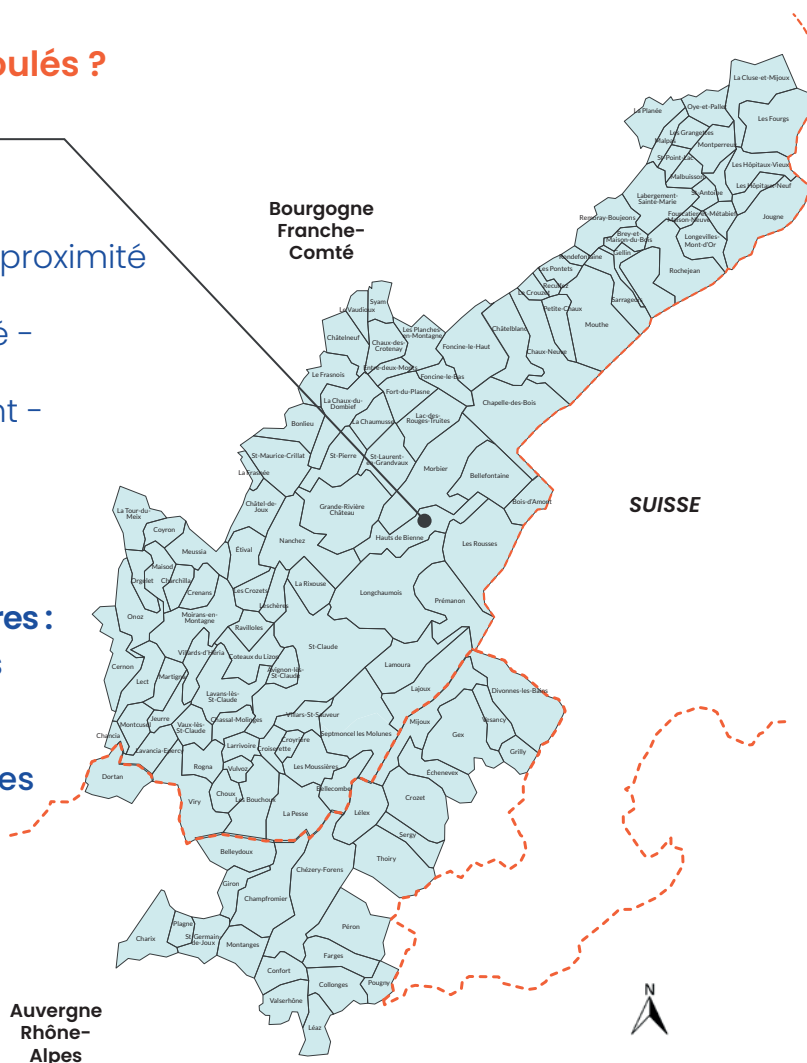 oulés ?
proximité
é -
nt -
res :
s
es
Bourgogne
Franche-
Comté
SUISSE
Auvergne
Rhône-
Alpes
N
La Cluse-et-Mijoux
La Planée
Oye-et-Pallet
Les Fourgs
Les Grangettes
Malpas
Montperreux
St-Point-Lac
Les Hôpitaux-Vieux
Malbuisson
Les Hôpitaux-Neuf
St-Antoine
Labergement-
Sainte-Marie
Fourcatier-et-
Maison-Neuve
Métabief
Jougne
Remoray-Boujeons
Brey-et-
Maison-du-Bois
Longevilles-
Mont-d'Or
Gellin
Rochejean
Rondefontaine
Les Pontets
Reculfoz
Le Crouzet
Sarrageois
Petite-Chaux
Mouthe
Chaux-Neuve
Châtelblanc
Chapelle-des-Bois
Syam
Le Vaudioux
Les Planches-
en-Montagne
Châtelneuf
Chaux-des-
Crotenay
Foncine-le-Haut
Entre-deux-Monts
Foncine-le-Bas
Le Frasnois
Fort-du-Plasne
La Chaux-du-
Dombief
La Chaumusse
Lac-des-
Rouges-Truites
Bonlieu
St-Maurice-Crillat
St-Pierre
St-Laurent-
en-Grandvaux
Morbier
Bellefontaine
La Frasnée
Bois-d'Amont
Châtel-de-
Joux
Grande-Rivière
Château
La Tour-du-
Meix
Coyron
Hauts de Bienne
Les Rousses
Meussia
Étival
Nanchez
Maisod
Orgelet
Charchilla
Crenans
Les Crozets
La Rixouse
Longchaumois
Prémanon
Leschères
Onoz
Moirans-en-
Montagne
Ravilloles
St-Claude
Villards-d'Héria
Coteaux du Lizon
Cernon
Lect
Martigna
Avignon-lès-
St-Claude
Lamoura
Lavans-lès-
St-Claude
Lajoux
Divonnes-les-Bains
Jeurre
Montcusel
Vaux-lès-
St-Claude
Chassal-Molinges
Villars-St-Sauveur
Mijoux
Vesancy
Chancia
Septmoncel les Molunes
Gex
Lavancia-Epercy
Larrivoire
Croiserette
Coyrière
Grilly
Dortan
Rogna
Vulvoz
Les Moussières
Échenevex
Choux
Bellecombe
Viry
Les Bouchoux
La Pesse
Lélex
Crozet
Sergy
Belleydoux
Thoiry
Giron
Chézery-Forens
Champfromier
Plagne
Péron
Charix
St-Germain-
de-Joux
Montanges
Farges
Confort
Pougny
Collonges
Valserhône
Léaz